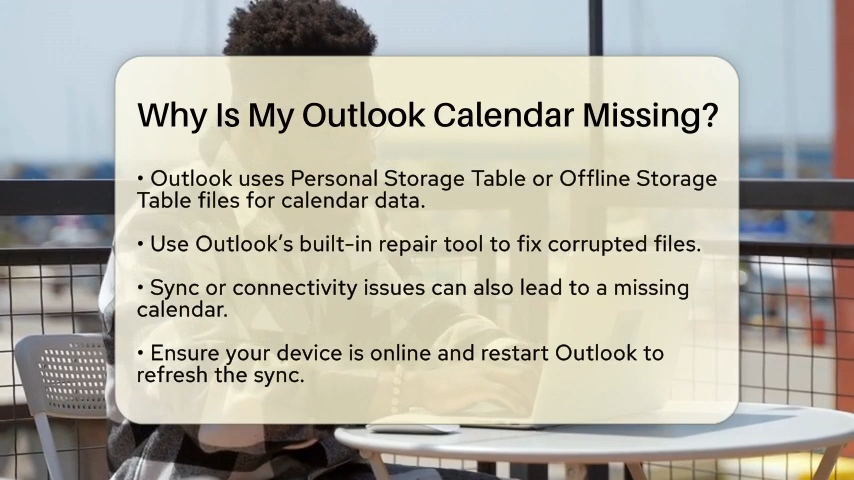 Why Is My Outlook Calendar Missing?
• Outlook uses Personal Storage Table or Offline Storage
Table files for calendar data.
• Use Outlook’s built-in repair tool to fix corrupted files.
• Sync or connectivity issues can also lead to a missing
calendar.
• Ensure your device is online and restart Outlook to
refresh the sync.